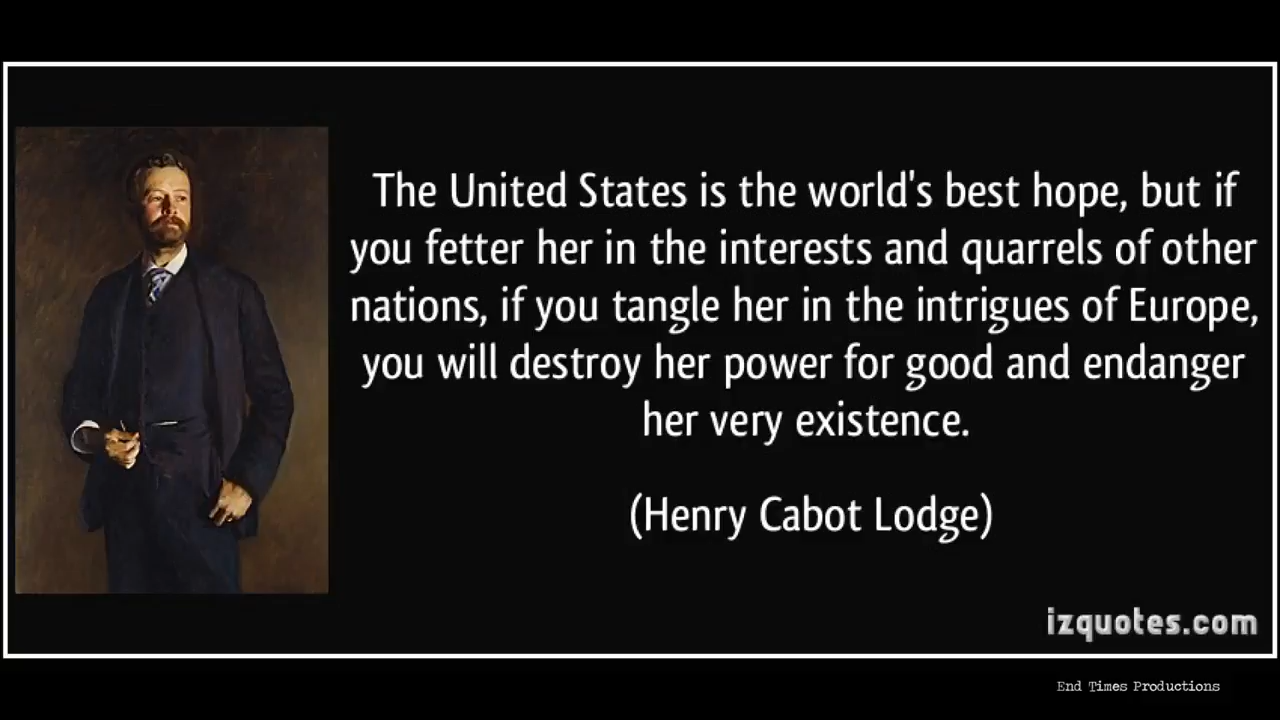 The United States is the world's best hope, but if
you fetter her in the interests and quarrels of other
nations, if you tangle her in the intrigues of Europe,
you will destroy her power for good and endanger
her very existence.
(Henry Cabot Lodge)
izquotes.com
End Times Productions